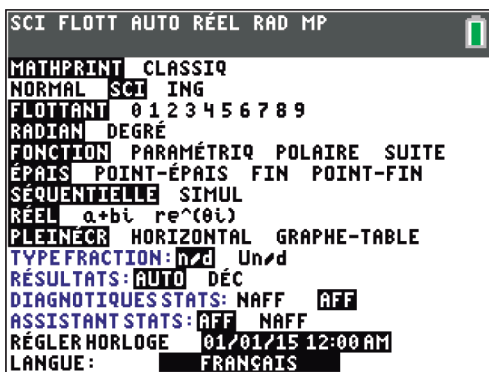 SCI FLOTT AUTO RÉEL RAD MP
MATHPRINT CLASSIQ
NORMAL SCI ING
FLOTTANT 0 1 2 3 4 5 6 7 8 9
RADIAN DEGRÉ
FONCTION PARAMÉTRIQ POLAIRE SUITE
ÉPAIS POINT-ÉPAIS FIN POINT-FIN
SÉQUENTIELLE SIMUL
RÉEL a+bi re^(θi)
PLEINÉCR HORIZONTAL GRAPHE-TABLE
TYPE FRACTION: n/d Un/d
RÉSULTATS: AUTO DÉC
DIAGNOTIQUES STATS: NAFF AFF
ASSISTANT STATS: AFF NAFF
RÉGLER HORLOGE 01/01/15 12:00 AM
LANGUE: FRANÇAIS